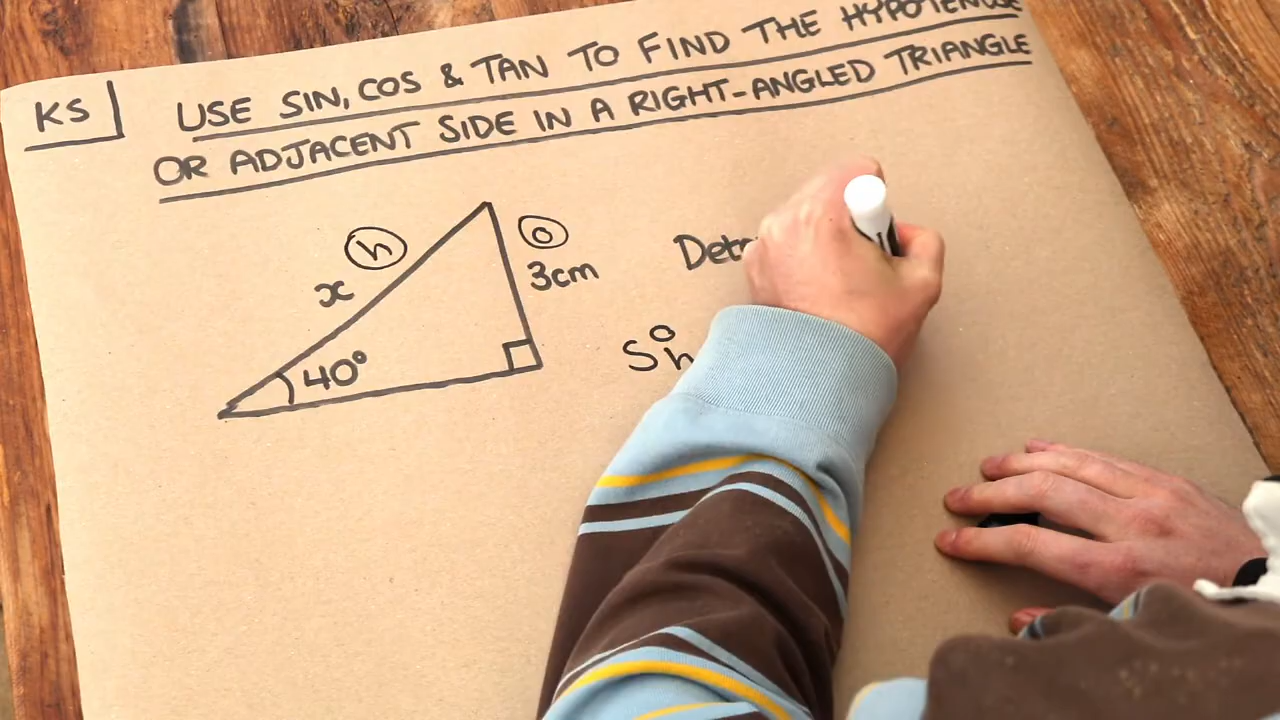 KS
USE SIN, COS & TAN TO FIND THE HYPOTENUSE
OR ADJACENT SIDE IN A RIGHT-ANGLED TRIANGLE
h
o
x
3cm
40°